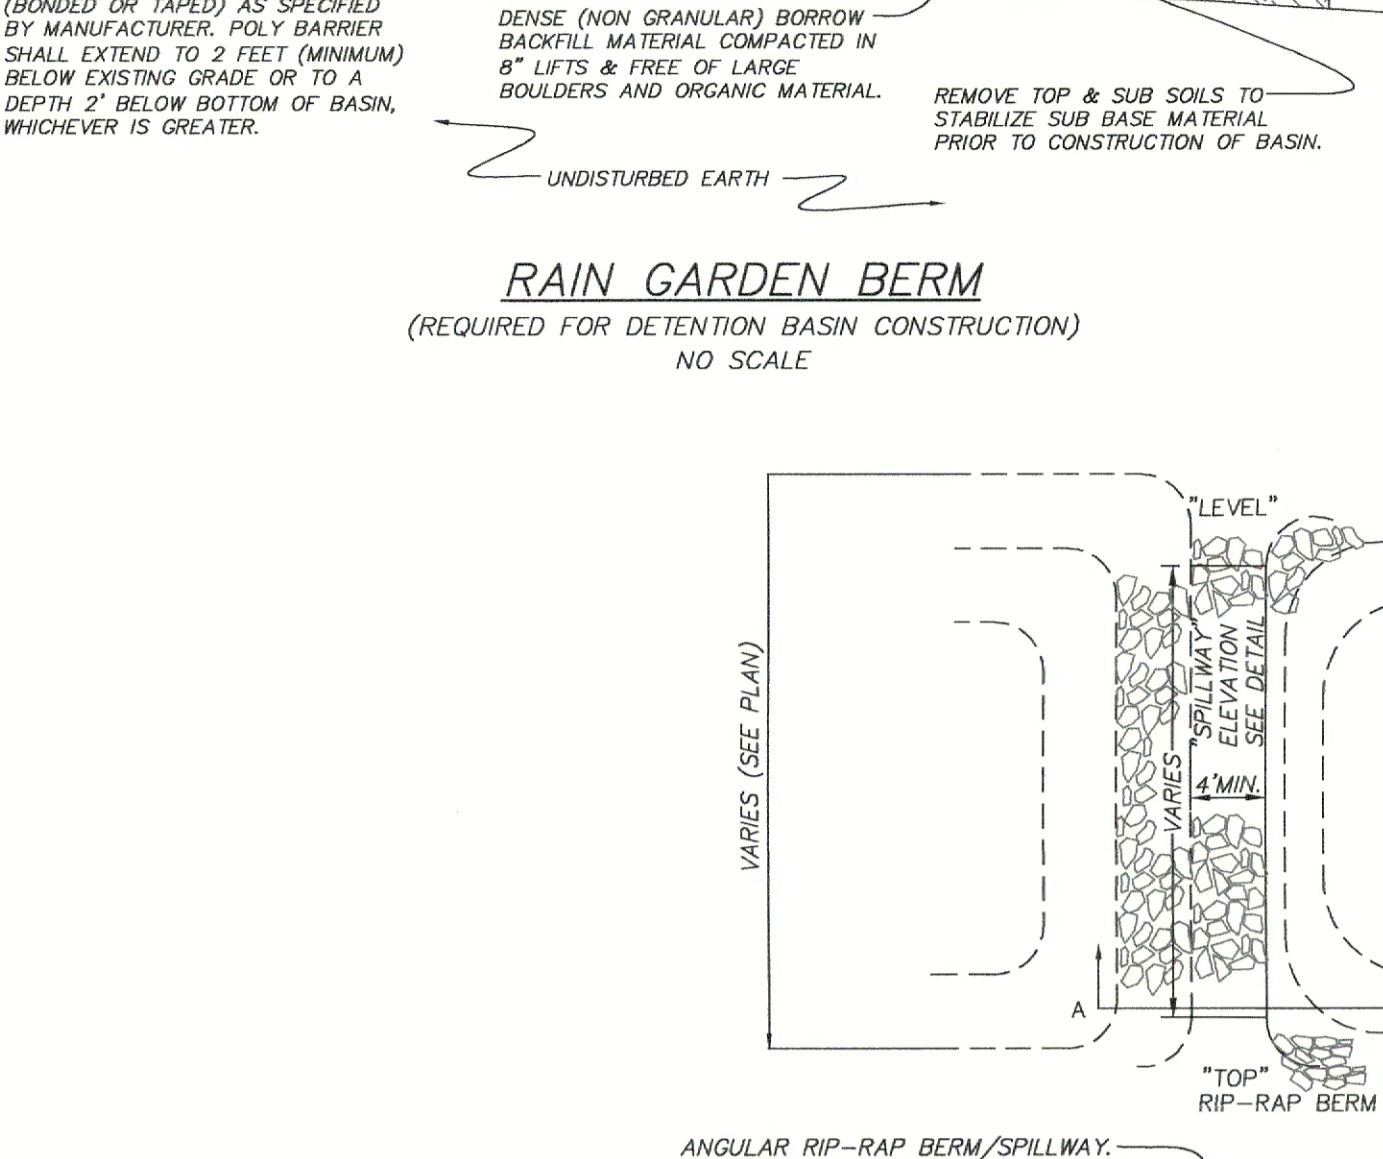 (BONDED OR TAPED) AS SPECIFIED
BY MANUFACTURER. POLY BARRIER
SHALL EXTEND TO 2 FEET (MINIMUM)
BELOW EXISTING GRADE OR TO A
DEPTH 2' BELOW BOTTOM OF BASIN,
WHICHEVER IS GREATER.
DENSE (NON GRANULAR) BORROW
BACKFILL MATERIAL COMPACTED IN
8" LIFTS & FREE OF LARGE
BOULDERS AND ORGANIC MATERIAL.
REMOVE TOP & SUB SOILS TO
STABILIZE SUB BASE MATERIAL
PRIOR TO CONSTRUCTION OF BASIN.
UNDISTURBED EARTH
RAIN GARDEN BERM
(REQUIRED FOR DETENTION BASIN CONSTRUCTION)
NO SCALE
"LEVEL"
VARIES (SEE PLAN)
VARIES
"SPILLWAY"
ELEVATION
SEE DETAIL
4'MIN.
A
"TOP"
RIP-RAP BERM
ANGULAR RIP-RAP BERM/SPILLWAY.